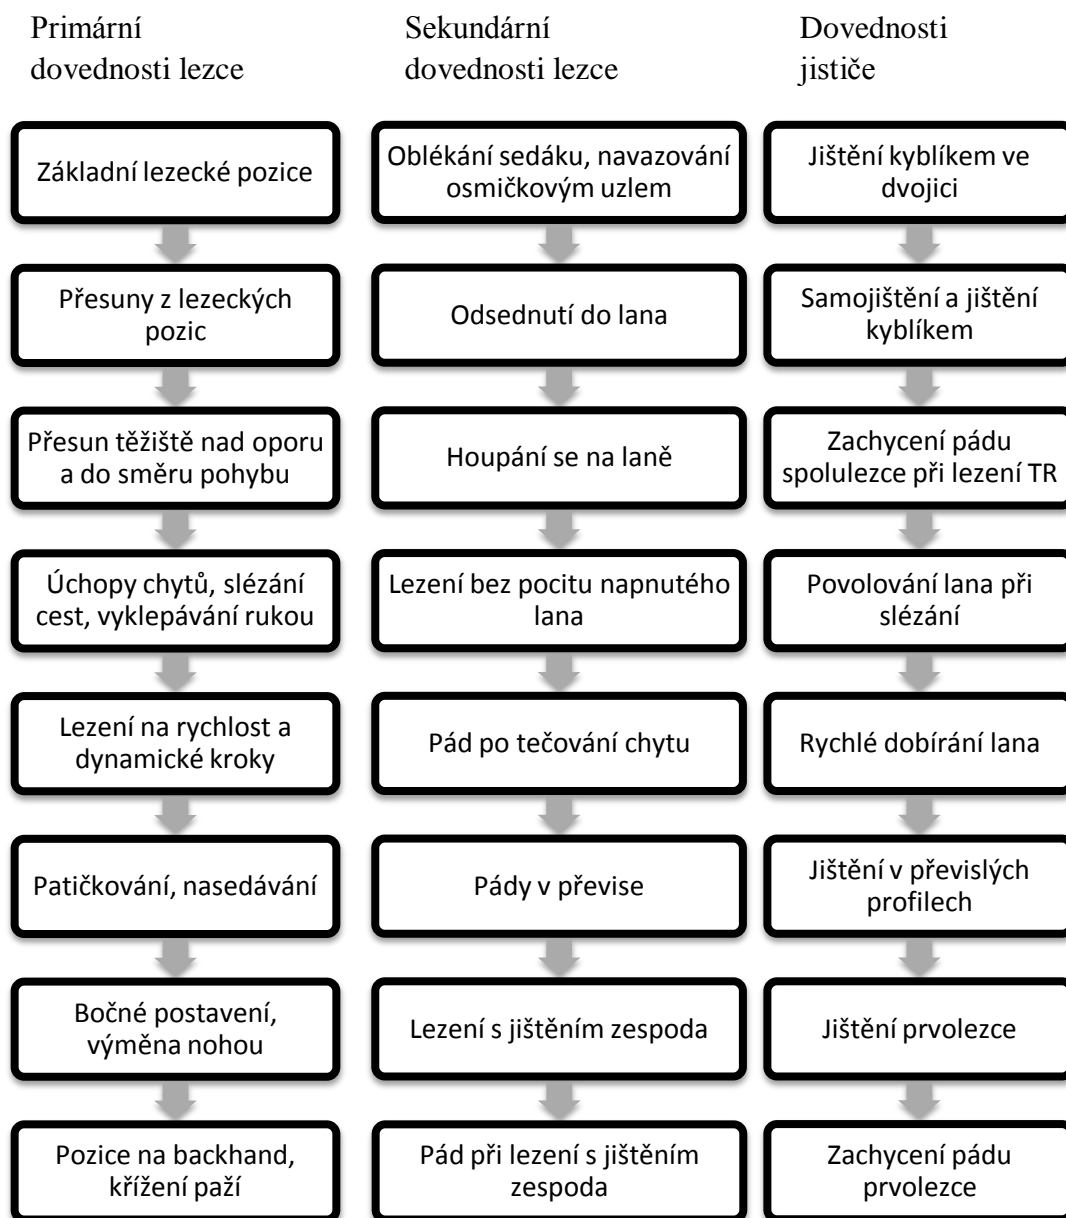 Primární
dovednosti lezce
Sekundární
dovednosti lezce
Dovednosti
jističe
Základní lezecké pozice
Přesuny z lezeckých
pozic
Přesun těžiště nad oporu
a do směru pohybu
Úchopy chytů, slézání
cest, vyklepávání rukou
Lezení na rychlost a
dynamické kroky
Patičkování, nasedávání
Bočné postavení,
výměna nohou
Pozice na backhand,
křížení paží
Oblékání sedáku, navazování
osmičkovým uzlem
Odsednutí do lana
Houpání se na laně
Lezení bez pocitu napnutého
lana
Pád po tečování chytu
Pády v převise
Lezení s jištěním zespoda
Pád při lezení s jištěním
zespoda
Jištění kyblíkem ve
dvojici
Samojištění a jištění
kyblíkem
Zachycení pádu
spolulezce při lezení TR
Povolování lana při
slézání
Rychlé dobírání lana
Jištění v převislých
profilech
Jištění prvolezce
Zachycení pádu
prvolezce